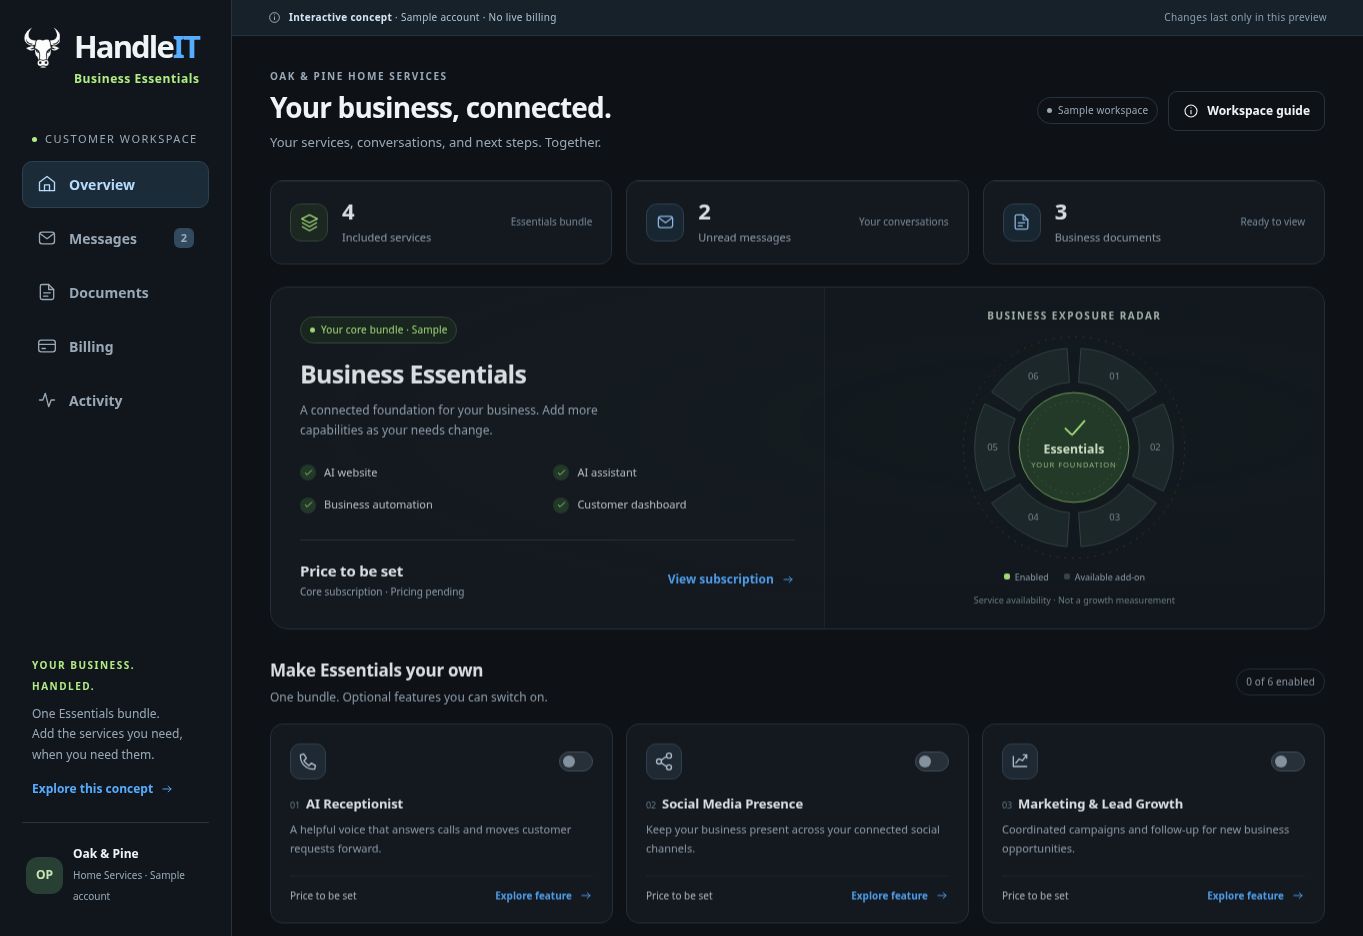 HandleIT
Business Essentials
CUSTOMER WORKSPACE
Overview
Messages 2
Documents
Billing
Activity
YOUR BUSINESS.
HANDLED.
One Essentials bundle.
Add the services you need,
when you need them.
Explore this concept →
OP
Oak & Pine
Home Services · Sample
account
Interactive concept · Sample account · No live billing
Changes last only in this preview
OAK & PINE HOME SERVICES
Your business, connected.
Your services, conversations, and next steps. Together.
Sample workspace
Workspace guide
4
Included services
Essentials bundle
2
Unread messages
Your conversations
3
Business documents
Ready to view
Your core bundle · Sample
Business Essentials
A connected foundation for your business. Add more
capabilities as your needs change.
AI website
AI assistant
Business automation
Customer dashboard
Price to be set
Core subscription · Pricing pending
View subscription →
BUSINESS EXPOSURE RADAR
06
01
05
Essentials
YOUR FOUNDATION
02
04
03
Enabled
Available add-on
Service availability · Not a growth measurement
Make Essentials your own
One bundle. Optional features you can switch on.
0 of 6 enabled
01 AI Receptionist
A helpful voice that answers calls and moves customer
requests forward.
Price to be set
Explore feature →
02 Social Media Presence
Keep your business present across your connected social
channels.
Price to be set
Explore feature →
03 Marketing & Lead Growth
Coordinated campaigns and follow-up for new business
opportunities.
Price to be set
Explore feature →